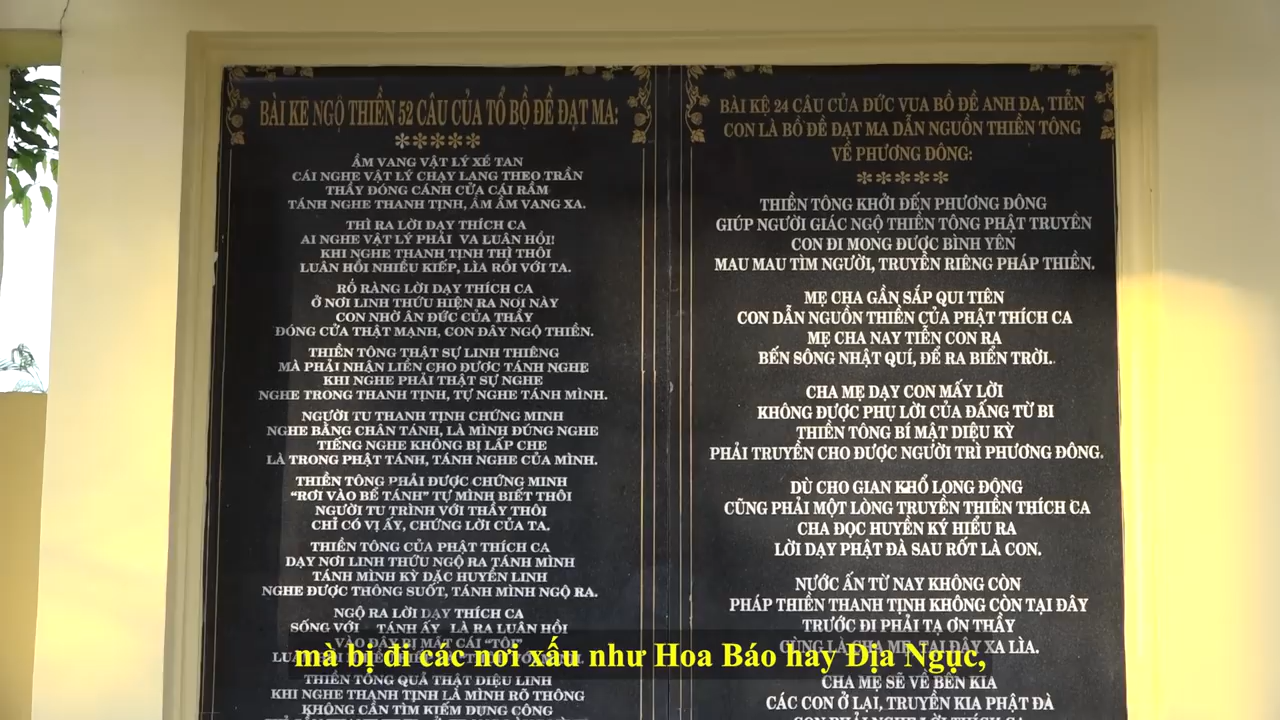 BÀI KỆ NGỘ THIỀN 52 CÂU CỦA TỔ BỒ ĐỀ ĐẠT MA:
ẦM VANG VẬT LÝ XÉ TAN
CÁI NGHE VẬT LÝ CHẠY LANG THEO TRẦN
THẦY ĐÓNG CÁNH CỬA CÁI RẦM
TÁNH NGHE THANH TỊNH, ẦM ẦM VANG XA.
THÌ RA LỜI DẠY THÍCH CA
AI NGHE VẬT LÝ PHẢI VA LUÂN HỒI!
KHI NGHE THANH TỊNH THÌ THÔI
LUÂN HỒI NHIỀU KIẾP, LÌA RỒI VỚI TA.
RÕ RÀNG LỜI DẠY THÍCH CA
Ở NƠI LINH THỨU HIỆN RA NƠI NÀY
CON NHỜ ÂN ĐỨC CỦA THẦY
ĐÓNG CỬA THẬT MẠNH, CON ĐÂY NGỘ THIỀN.
THIỀN TÔNG THẬT SỰ LINH THIÊNG
MÀ PHẢI NHẬN LIỀN CHO ĐƯỢC TÁNH NGHE
KHI NGHE PHẢI THẬT SỰ NGHE
NGHE TRONG THANH TỊNH, TỰ NGHE TÁNH MÌNH.
NGƯỜI TU THANH TỊNH CHỨNG MINH
NGHE BẰNG CHÂN TÁNH, LÀ MÌNH ĐÚNG NGHE
TIẾNG NGHE KHÔNG BỊ LẤP CHE
LÀ TRONG PHẬT TÁNH, TÁNH NGHE CỦA MÌNH.
THIỀN TÔNG PHẢI ĐƯỢC CHỨNG MINH
“RƠI VÀO BỂ TÁNH” TỰ MÌNH BIẾT THÔI
NGƯỜI TU TRÌNH VỚI THẦY THÔI
CHỈ CÓ VỊ ẤY, CHỨNG LỜI CỦA TA.
THIỀN TÔNG CỦA PHẬT THÍCH CA
DẠY NƠI LINH THỨU NGỘ RA TÁNH MÌNH
TÁNH MÌNH KỲ ĐẶC HUYỀN LINH
NGHE ĐƯỢC THÔNG SUỐT, TÁNH MÌNH NGỘ RA.
NGỘ RA LỜI DẠY THÍCH CA
SỐNG VỚI TÁNH ẤY LÀ RA LUÂN HỒI
VÀO ĐÂY BỊ MẤT CÁI “TÔI”
THIỀN TÔNG QUẢ THẬT DIỆU LINH
KHI NGHE THANH TỊNH LÀ MÌNH RÕ THÔNG
KHÔNG CẦN TÌM KIẾM DỤNG CÔNG
BÀI KỆ 24 CÂU CỦA ĐỨC VUA BỒ ĐỀ ANH ĐA, TIỄN
CON LÀ BỒ ĐỀ ĐẠT MA DẪN NGUỒN THIỀN TÔNG
VỀ PHƯƠNG ĐÔNG:
THIỀN TÔNG KHỞI ĐẾN PHƯƠNG ĐÔNG
GIÚP NGƯỜI GIÁC NGỘ THIỀN TÔNG PHẬT TRUYỀN
CON ĐI MONG ĐƯỢC BÌNH YÊN
MAU MAU TÌM NGƯỜI, TRUYỀN RIÊNG PHÁP THIỀN.
MẸ CHA GẦN SẮP QUI TIÊN
CON DẪN NGUỒN THIỀN CỦA PHẬT THÍCH CA
MẸ CHA NAY TIỄN CON RA
BẾN SÔNG NHẬT QUÍ, ĐỂ RA BIỂN TRỜI.
CHA MẸ DẠY CON MẤY LỜI
KHÔNG ĐƯỢC PHỤ LỜI CỦA ĐẤNG TỪ BI
THIỀN TÔNG BÍ MẬT DIỆU KỲ
PHẢI TRUYỀN CHO ĐƯỢC NGƯỜI TRÌ PHƯƠNG ĐÔNG.
DÙ CHO GIAN KHỔ LONG ĐỘNG
CŨNG PHẢI MỘT LÒNG TRUYỀN THIỀN THÍCH CA
CHA ĐỌC HUYỀN KÝ HIỂU RA
LỜI DẠY PHẬT ĐÀ SAU RỐT LÀ CON.
NƯỚC ẤN TỪ NAY KHÔNG CÒN
PHÁP THIỀN THANH TỊNH KHÔNG CÒN TẠI ĐÂY
TRƯỚC ĐI PHẢI TẠ ƠN THẦY
CÙNG LÀ CHA MẸ, TẠI ĐÂY XA LÌA.
CHA MẸ SẼ VỀ BÊN KIA
CÁC CON Ở LẠI, TRUYỀN KIA PHẬT ĐÀ
mà bị đi các nơi xấu như Hoa Báo hay Địa Ngục,